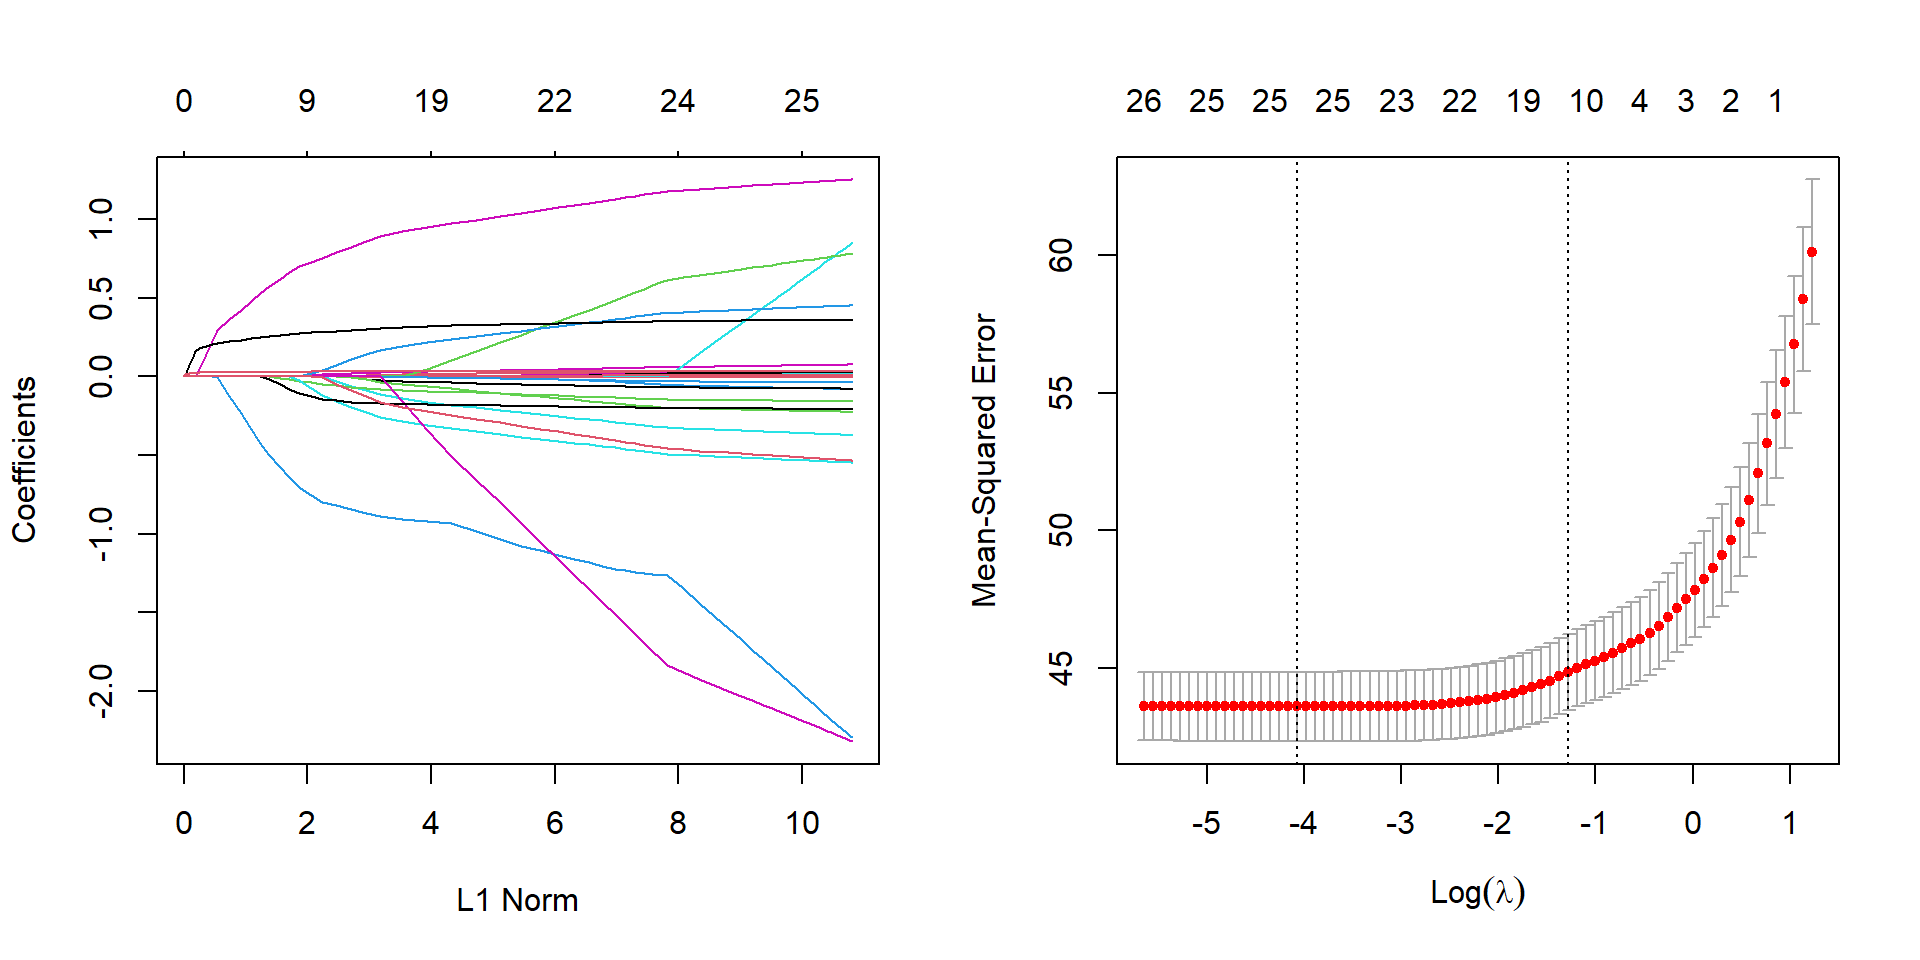 0 9 19 22 24 25
1.0
0.5
0.0
-1.0
-2.0
Coefficients
0 2 4 6 8 10
L1 Norm
26 25 25 25 23 22 19 10 4 3 2 1
60
55
50
45
Mean-Squared Error
-5 -4 -3 -2 -1 0 1
Log(λ)